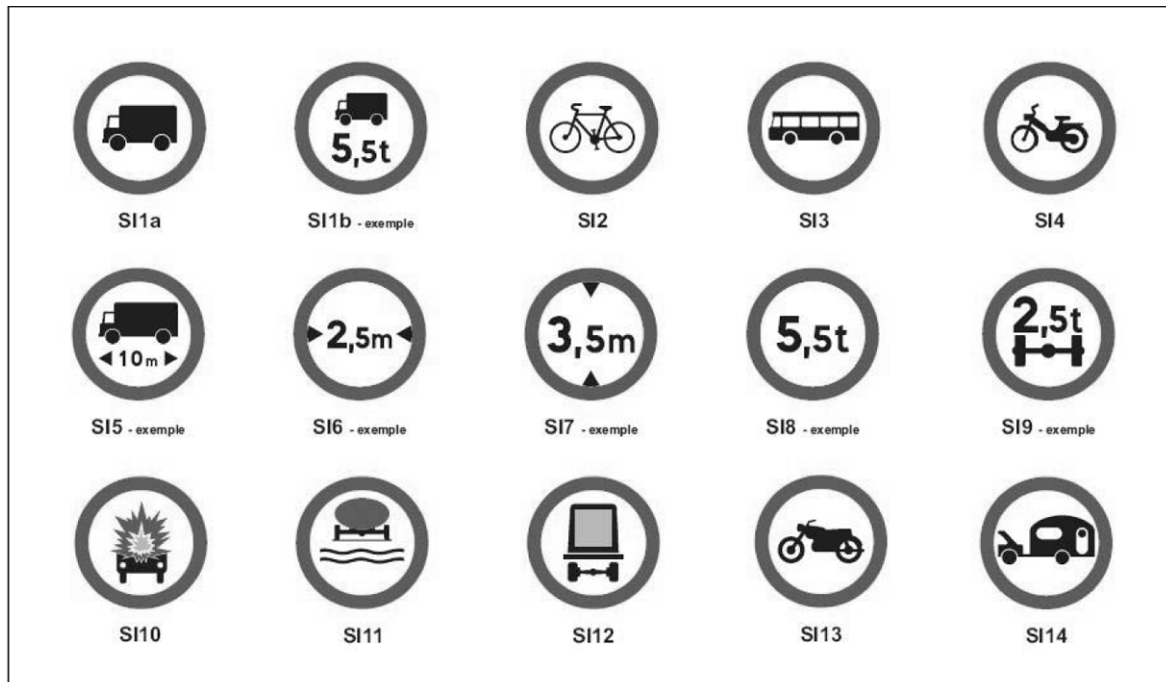 5,5t
SI1a SI1b - exemple SI2 SI3 SI4
10m 2,5m 3,5m 5,5t 2,5t
SI5 - exemple SI6 - exemple SI7 - exemple SI8 - exemple SI9 - exemple
SI10 SI11 SI12 SI13 SI14